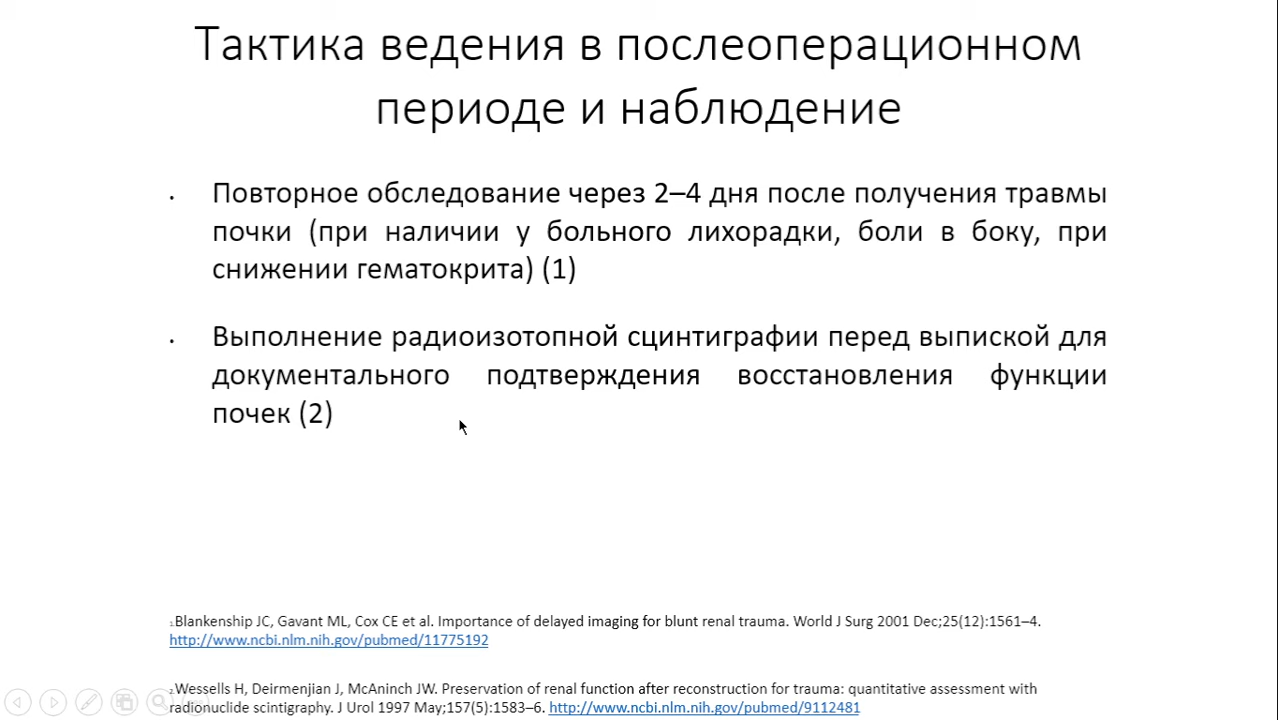 Тактика ведения в послеоперационном
периоде и наблюдение
• Повторное обследование через 2–4 дня после получения травмы
почки (при наличии у больного лихорадки, боли в боку, при
снижении гематокрита) (1)
• Выполнение радиоизотопной сцинтиграфии перед выпиской для
документального подтверждения восстановления функции
почек (2)
1.Blankenship JC, Gavant ML, Cox CE et al. Importance of delayed imaging for blunt renal trauma. World J Surg 2001 Dec;25(12):1561–4.
http://www.ncbi.nlm.nih.gov/pubmed/11775192
2.Wessells H, Deirmenjian J, McAninch JW. Preservation of renal function after reconstruction for trauma: quantitative assessment with
radionuclide scintigraphy. J Urol 1997 May;157(5):1583–6. http://www.ncbi.nlm.nih.gov/pubmed/9112481